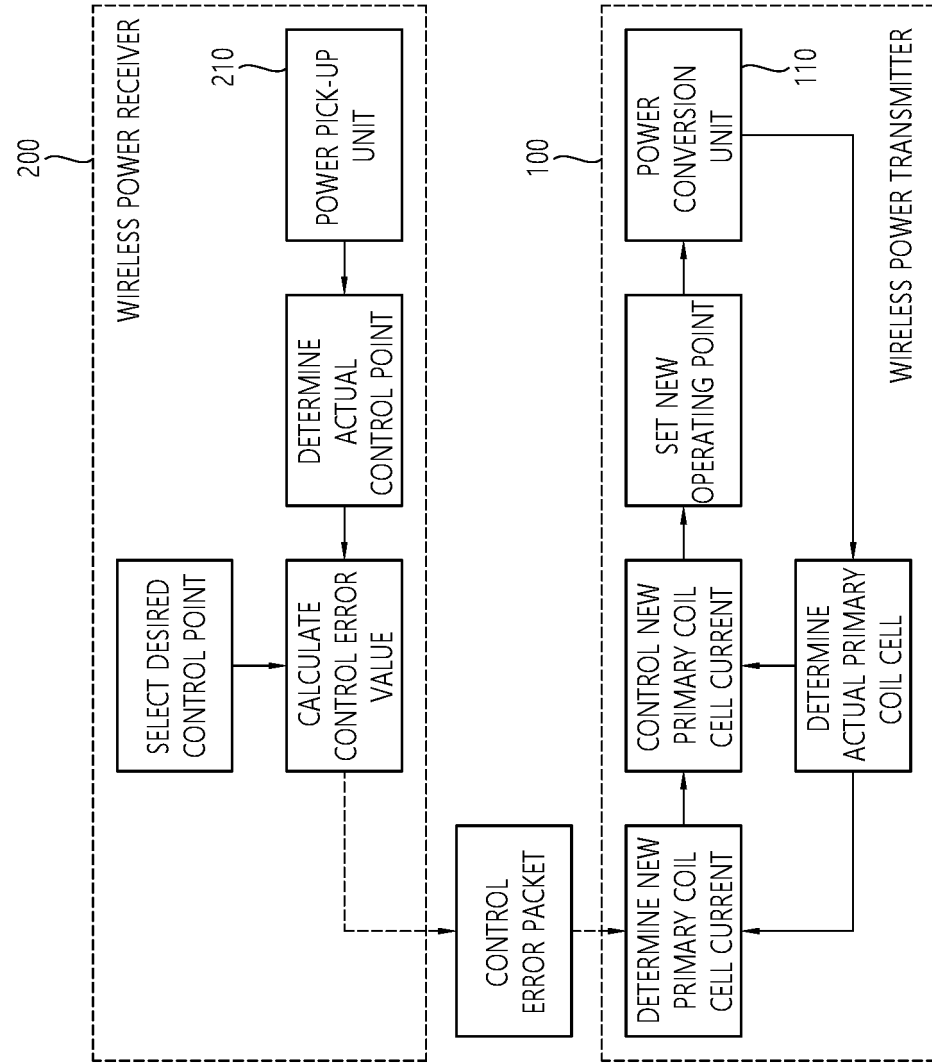 200
WIRELESS POWER RECEIVER
SELECT DESIRED
CONTROL POINT
210
CALCULATE
CONTROL ERROR
VALUE
DETERMINE
ACTUAL
CONTROL POINT
POWER PICK-UP
UNIT
CONTROL
ERROR PACKET
100
DETERMINE NEW
PRIMARY COIL
CELL CURRENT
CONTROL NEW
PRIMARY COIL
CELL CURRENT
SET NEW
OPERATING POINT
POWER
CONVERSION
UNIT
110
DETERMINE
ACTUAL PRIMARY
COIL CELL
WIRELESS POWER TRANSMITTER